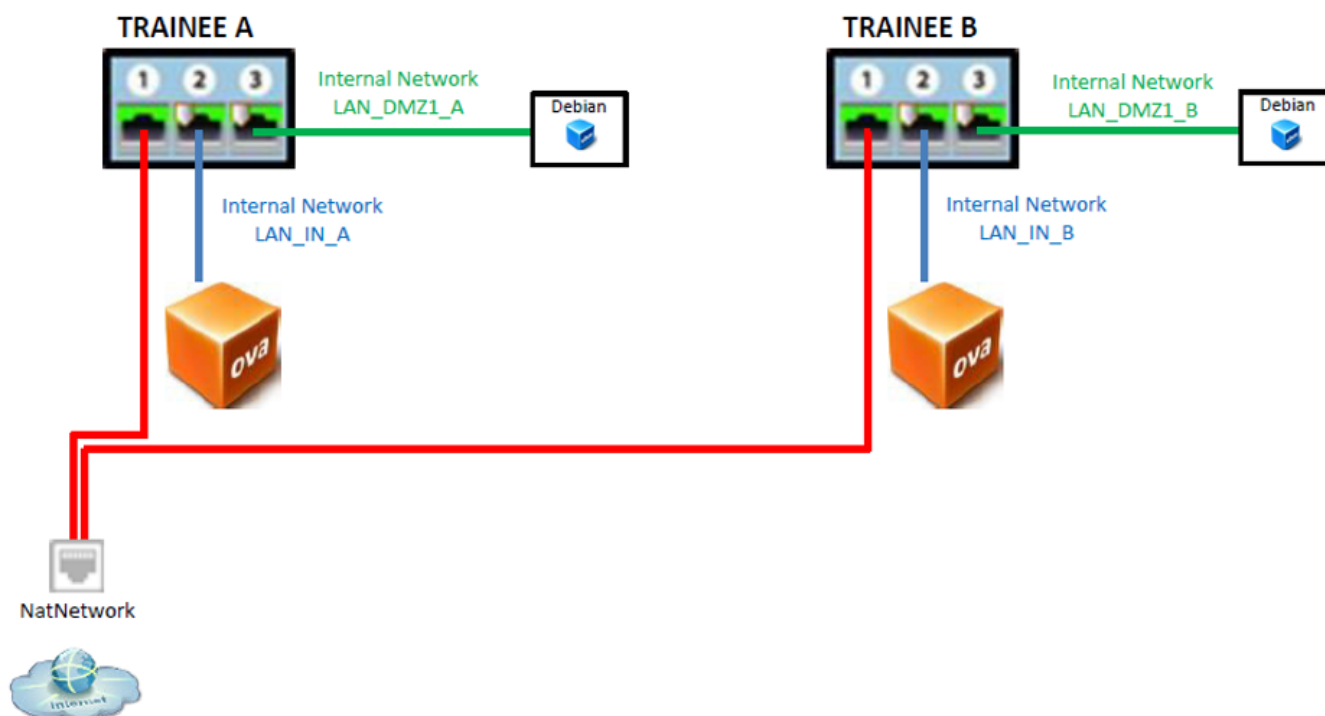 TRAINEE A
TRAINEE B
1 2 3
Internal Network
LAN_DMZ1_A
Debian
1 2 3
Internal Network
LAN_DMZ1_B
Debian
Internal Network
LAN_IN_A
Internal Network
LAN_IN_B
ova
ova
NatNetwork
Internet